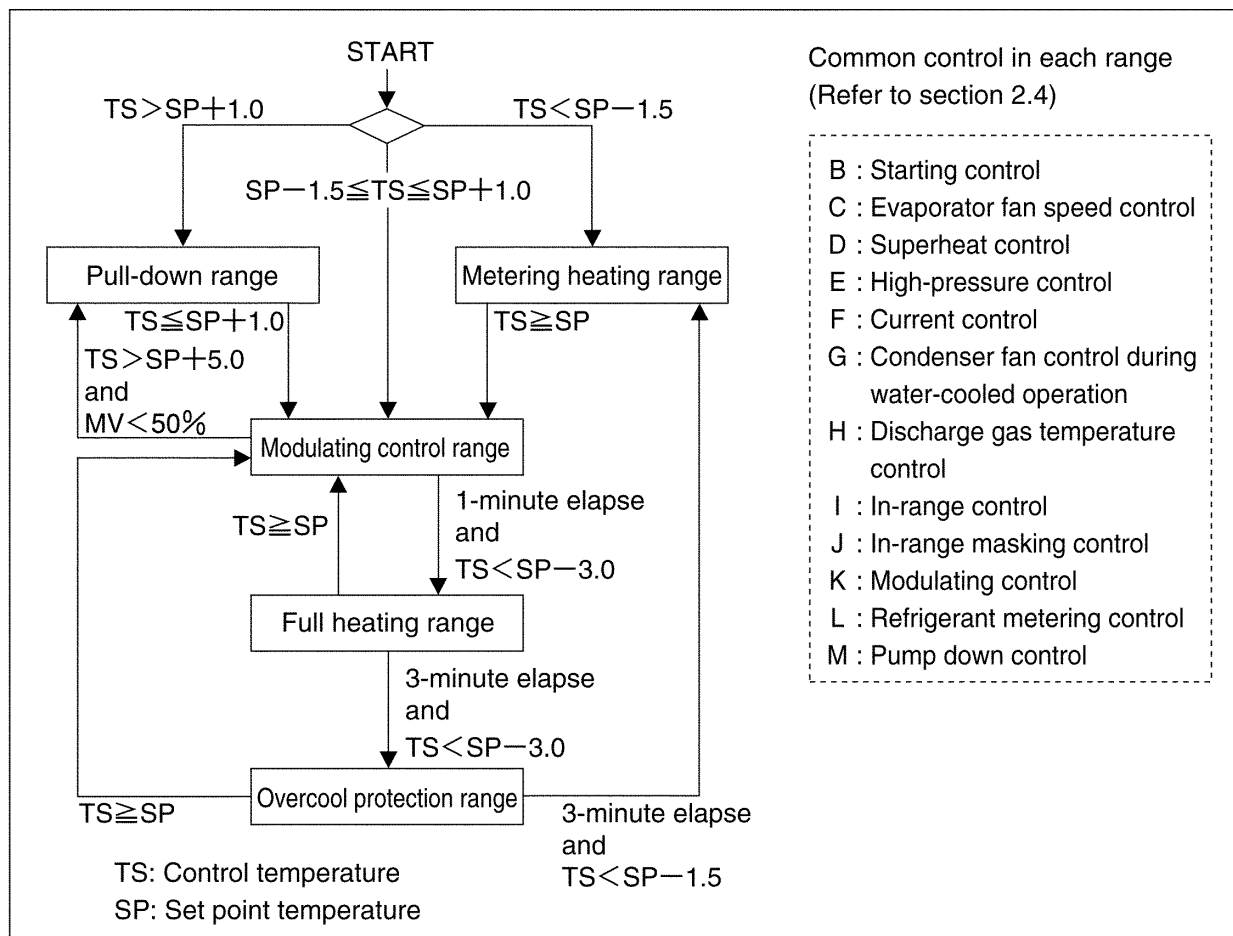 START
TS>SP+1.0
TS<SP−1.5
SP−1.5≦TS≦SP+1.0
Pull-down range
Metering heating range
TS≦SP+1.0
TS≧SP
TS>SP+5.0
and
MV<50%
Modulating control range
TS≧SP
1-minute elapse
and
TS<SP−3.0
Full heating range
3-minute elapse
and
TS<SP−3.0
Overcool protection range
TS≧SP
3-minute elapse
and
TS<SP−1.5
TS: Control temperature
SP: Set point temperature
Common control in each range
(Refer to section 2.4)
B : Starting control
C : Evaporator fan speed control
D : Superheat control
E : High-pressure control
F : Current control
G : Condenser fan control during
water-cooled operation
H : Discharge gas temperature
control
I : In-range control
J : In-range masking control
K : Modulating control
L : Refrigerant metering control
M : Pump down control